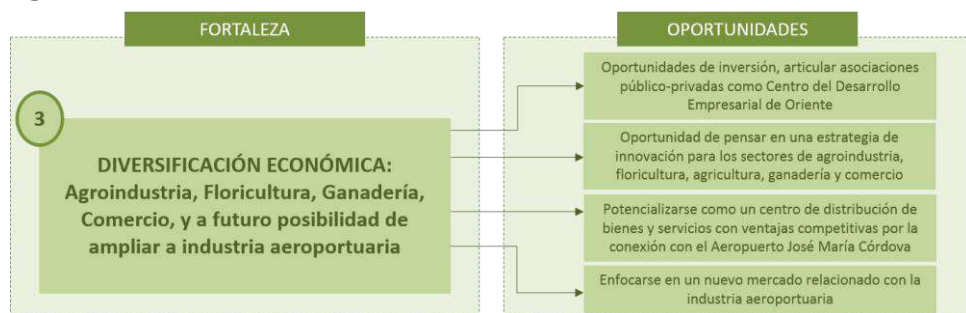 FORTALEZA
3
DIVERSIFICACIÓN ECONÓMICA:
Agroindustria, Floricultura, Ganadería,
Comercio, y a futuro posibilidad de
ampliar a industria aeroportuaria
OPORTUNIDADES
Oportunidades de inversión, articular asociaciones
público-privadas como Centro del Desarrollo
Empresarial de Oriente
Oportunidad de pensar en una estrategia de
innovación para los sectores de agroindustria,
floricultura, agricultura, ganadería y comercio
Potencializarse como un centro de distribución de
bienes y servicios con ventajas competitivas por la
conexión con el Aeropuerto José María Córdova
Enfocarse en un nuevo mercado relacionado con la
industria aeroportuaria